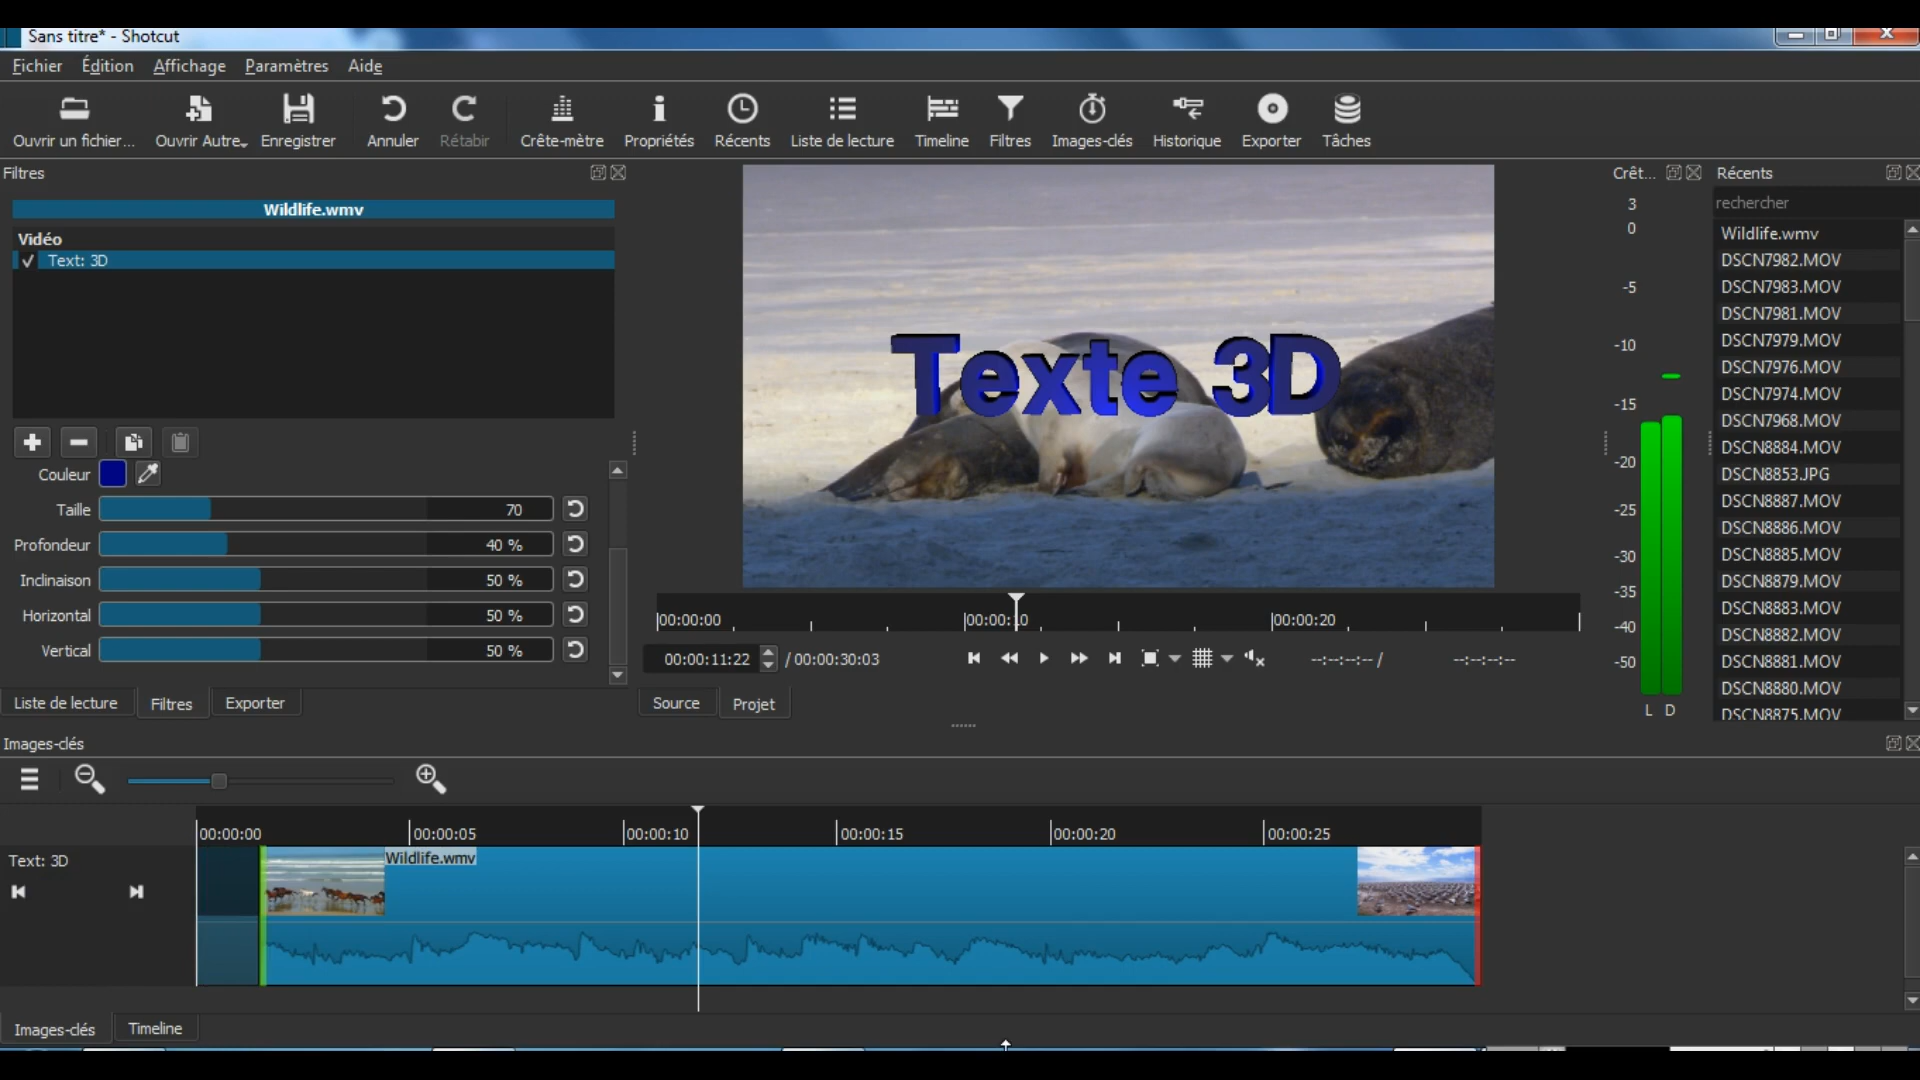 Sans titre* - Shotcut
Fichier Édition Affichage Paramètres Aide
Ouvrir un fichier... Ouvrir Autre Enregistrer Annuler Rétabir Crête-mètre Propriétés Récents Liste de lecture Timeline Filtres Images-clés Historique Exporter Tâches
Filtres
Wildlife.wmv
Vidéo
Text: 3D
Couleur
Taille 70
Profondeur 40 %
Inclinaison 50 %
Horizontal 50 %
Vertical 50 %
Liste de lecture Filtres Exporter
Texte 3D
00:00:00 00:00:10 00:00:20
00:00:11:22 / 00:00:30:03 --:--:--:-- / --:--:--:--
Source Projet
Crêt...
3
0
-5
-10
-15
-20
-25
-30
-35
-40
-50
L D
Récents
rechercher
Wildlife.wmv
DSCN7982.MOV
DSCN7983.MOV
DSCN7981.MOV
DSCN7979.MOV
DSCN7976.MOV
DSCN7974.MOV
DSCN7968.MOV
DSCN8884.MOV
DSCN8853.JPG
DSCN8887.MOV
DSCN8886.MOV
DSCN8885.MOV
DSCN8879.MOV
DSCN8883.MOV
DSCN8882.MOV
DSCN8881.MOV
DSCN8880.MOV
DSCN8875.MOV
Images-clés
00:00:00 00:00:05 00:00:10 00:00:15 00:00:20 00:00:25
Text: 3D
Wildlife.wmv
Images-clés Timeline